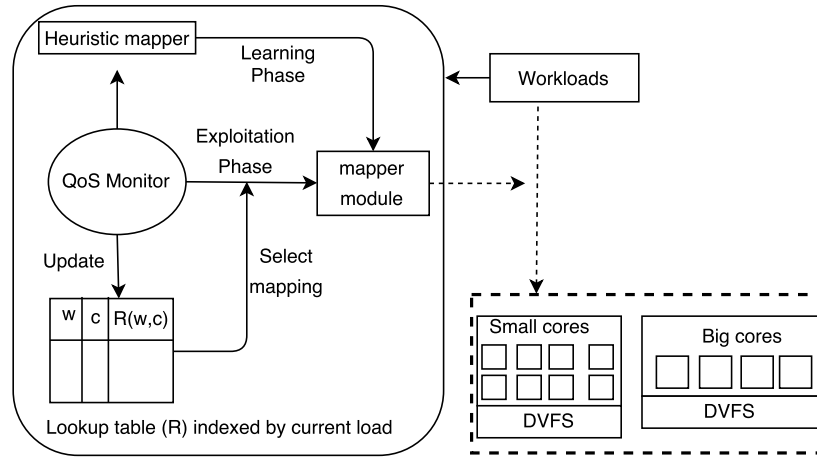 Heuristic mapper
Learning
Phase
Workloads
Exploitation
Phase
QoS Monitor
mapper
module
Update
Select
mapping
w c R(w,c)
Lookup table (R) indexed by current load
Small cores
DVFS
Big cores
DVFS